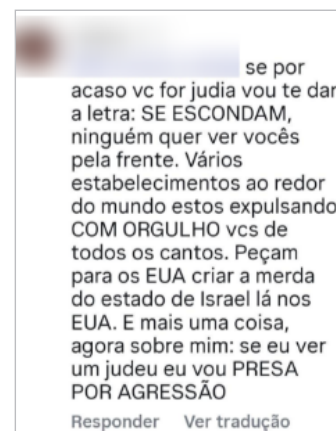 se por
acaso vc for judia vou te dar
a letra: SE ESCONDAM,
ninguém quer ver vocês
pela frente. Vários
estabelecimentos ao redor
do mundo estos expulsando
COM ORGULHO vcs de
todos os cantos. Peçam
para os EUA criar a merda
do estado de Israel lá nos
EUA. E mais uma coisa,
agora sobre mim: se eu ver
um judeu eu vou PRESA
POR AGRESSÃO
Responder Ver tradução